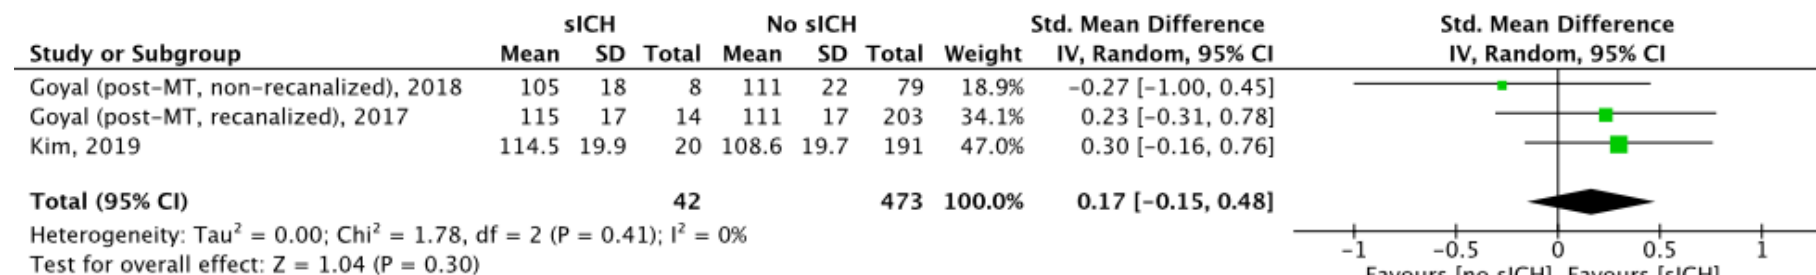 sICH No sICH Std. Mean Difference Std. Mean Difference
Study or Subgroup Mean SD Total Mean SD Total Weight IV, Random, 95% CI IV, Random, 95% CI
Goyal (post-MT, non-recanalized), 2018 105 18 8 111 22 79 18.9% -0.27 [-1.00, 0.45]
Goyal (post-MT, recanalized), 2017 115 17 14 111 17 203 34.1% 0.23 [-0.31, 0.78]
Kim, 2019 114.5 19.9 20 108.6 19.7 191 47.0% 0.30 [-0.16, 0.76]
Total (95% CI) 42 473 100.0% 0.17 [-0.15, 0.48]
Heterogeneity: Tau² = 0.00; Chi² = 1.78, df = 2 (P = 0.41); I² = 0%
Test for overall effect: Z = 1.04 (P = 0.30)
-1 -0.5 0 0.5 1
Favours [no sICH] Favours [sICH]